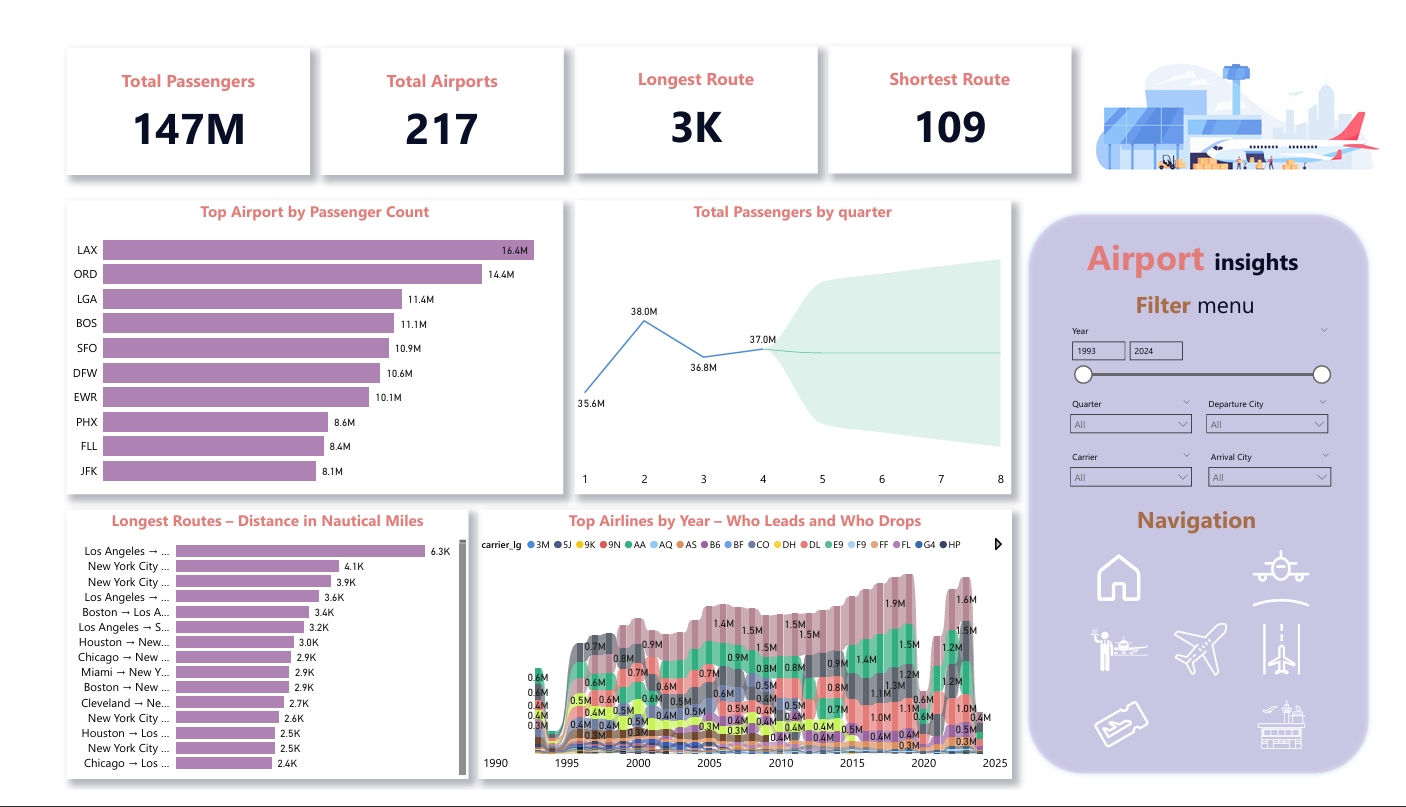 Total Passengers
147M
Total Airports
217
Longest Route
3K
Shortest Route
109
Top Airport by Passenger Count
LAX 16.4M
ORD 14.4M
LGA 11.4M
BOS 11.1M
SFO 10.9M
DFW 10.6M
EWR 10.1M
PHX 8.6M
FLL 8.4M
JFK 8.1M
Total Passengers by quarter
38.0M
37.0M
36.8M
35.6M
1 2 3 4 5 6 7 8
Airport insights
Filter menu
Year
1993 2024
Quarter Departure City
All All
Carrier Arrival City
All All
Navigation
Longest Routes – Distance in Nautical Miles
Los Angeles → ... 6.3K
New York City ... 4.1K
New York City ... 3.9K
Los Angeles → ... 3.6K
Boston → Los A... 3.4K
Los Angeles → S... 3.2K
Houston → New... 3.0K
Chicago → New ... 2.9K
Miami → New Y... 2.9K
Boston → New ... 2.9K
Cleveland → Ne... 2.7K
New York City ... 2.6K
Houston → Los ... 2.5K
New York City ... 2.5K
Chicago → Los ... 2.4K
Top Airlines by Year – Who Leads and Who Drops
carrier_lg 3M 5J 9K 9N AA AQ AS B6 BF CO DH DL E9 F9 FF FL G4 HP
1.9M
1.6M
1.4M 1.5M 1.5M 1.5M 1.5M
0.7M 0.9M 1.2M
0.8M 0.9M 0.9M 1.4M 1.5M
0.6M 0.7M 0.7M 0.8M 0.8M 1.2M 1.2M
0.6M 0.6M 0.6M 0.5M 0.8M 1.1M 1.3M
0.4M 0.5M 0.6M 0.6M 0.5M 0.6M 0.4M 0.7M 1.1M 1.0M
0.4M 0.4M 0.5M 0.4M 0.5M 0.5M 0.4M 1.0M 0.6M 0.4M
0.3M 0.4M 0.4M 0.5M 0.4M 0.4M 0.4M 0.5M
0.3M 0.3M 0.4M 0.4M 0.4M 0.3M
1990 1995 2000 2005 2010 2015 2020 2025